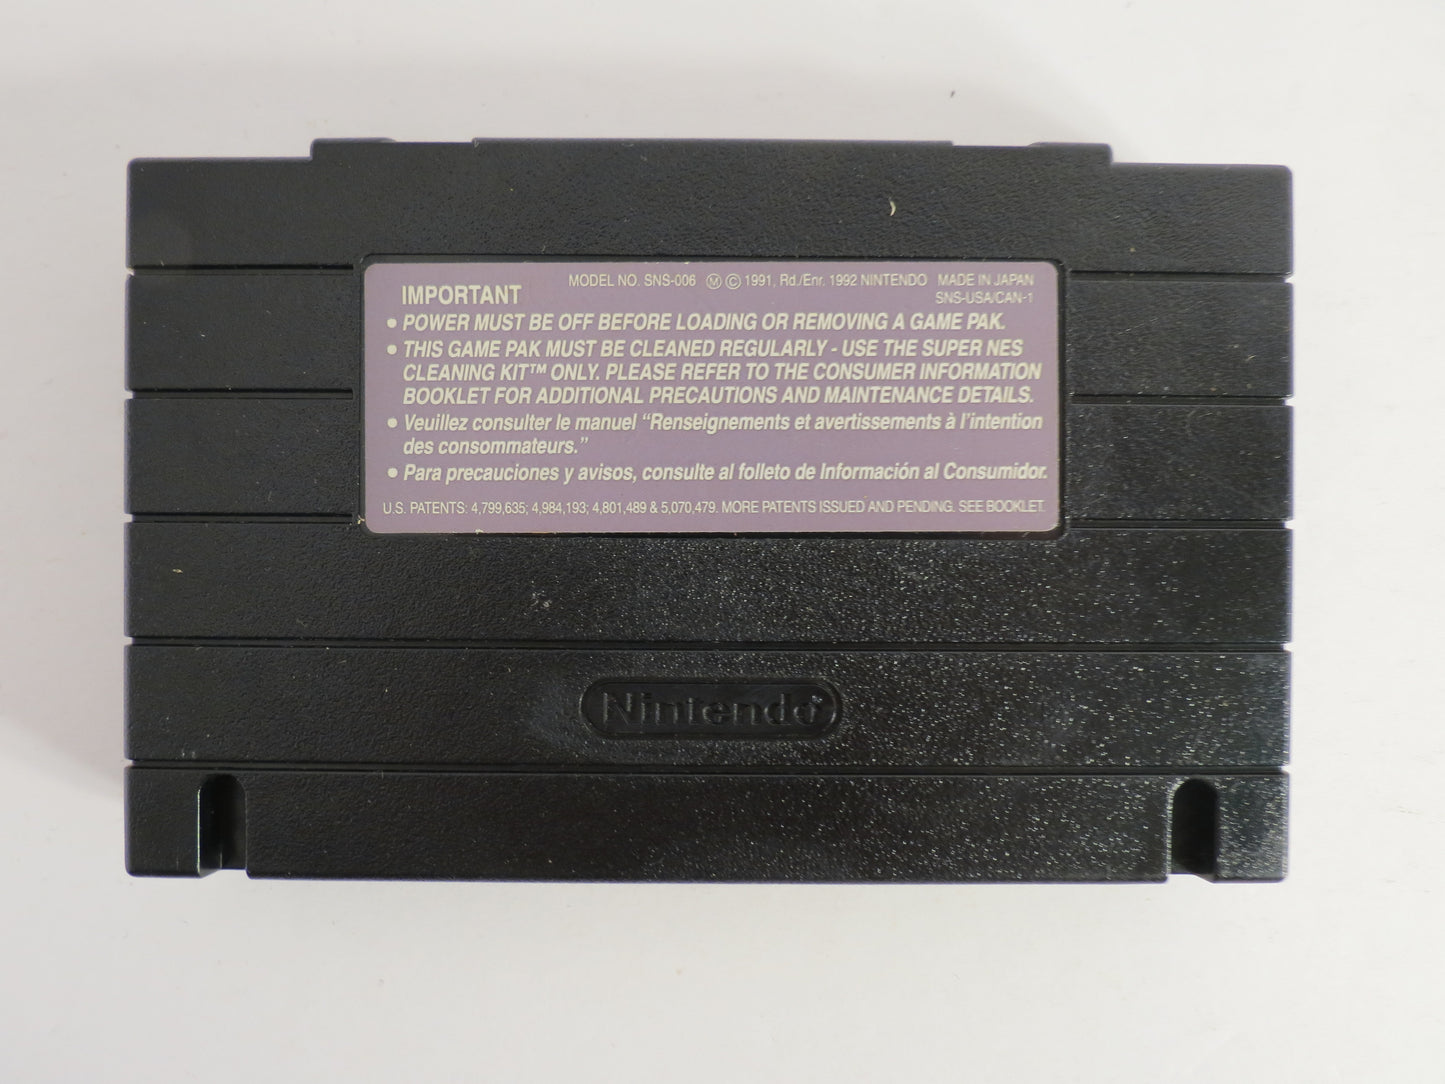 MODEL NO. SNS-006 Ⓜ © 1991, Rd./Enr. 1992 NINTENDO MADE IN JAPAN
IMPORTANT SNS-USA/CAN-1
• POWER MUST BE OFF BEFORE LOADING OR REMOVING A GAME PAK.
• THIS GAME PAK MUST BE CLEANED REGULARLY - USE THE SUPER NES
CLEANING KIT™ ONLY. PLEASE REFER TO THE CONSUMER INFORMATION
BOOKLET FOR ADDITIONAL PRECAUTIONS AND MAINTENANCE DETAILS.
• Veuillez consulter le manuel “Renseignements et avertissements à l’intention
des consommateurs.”
• Para precauciones y avisos, consulte al folleto de Información al Consumidor.
U.S. PATENTS: 4,799,635; 4,984,193; 4,801,489 & 5,070,479. MORE PATENTS ISSUED AND PENDING. SEE BOOKLET.
Nintendo®